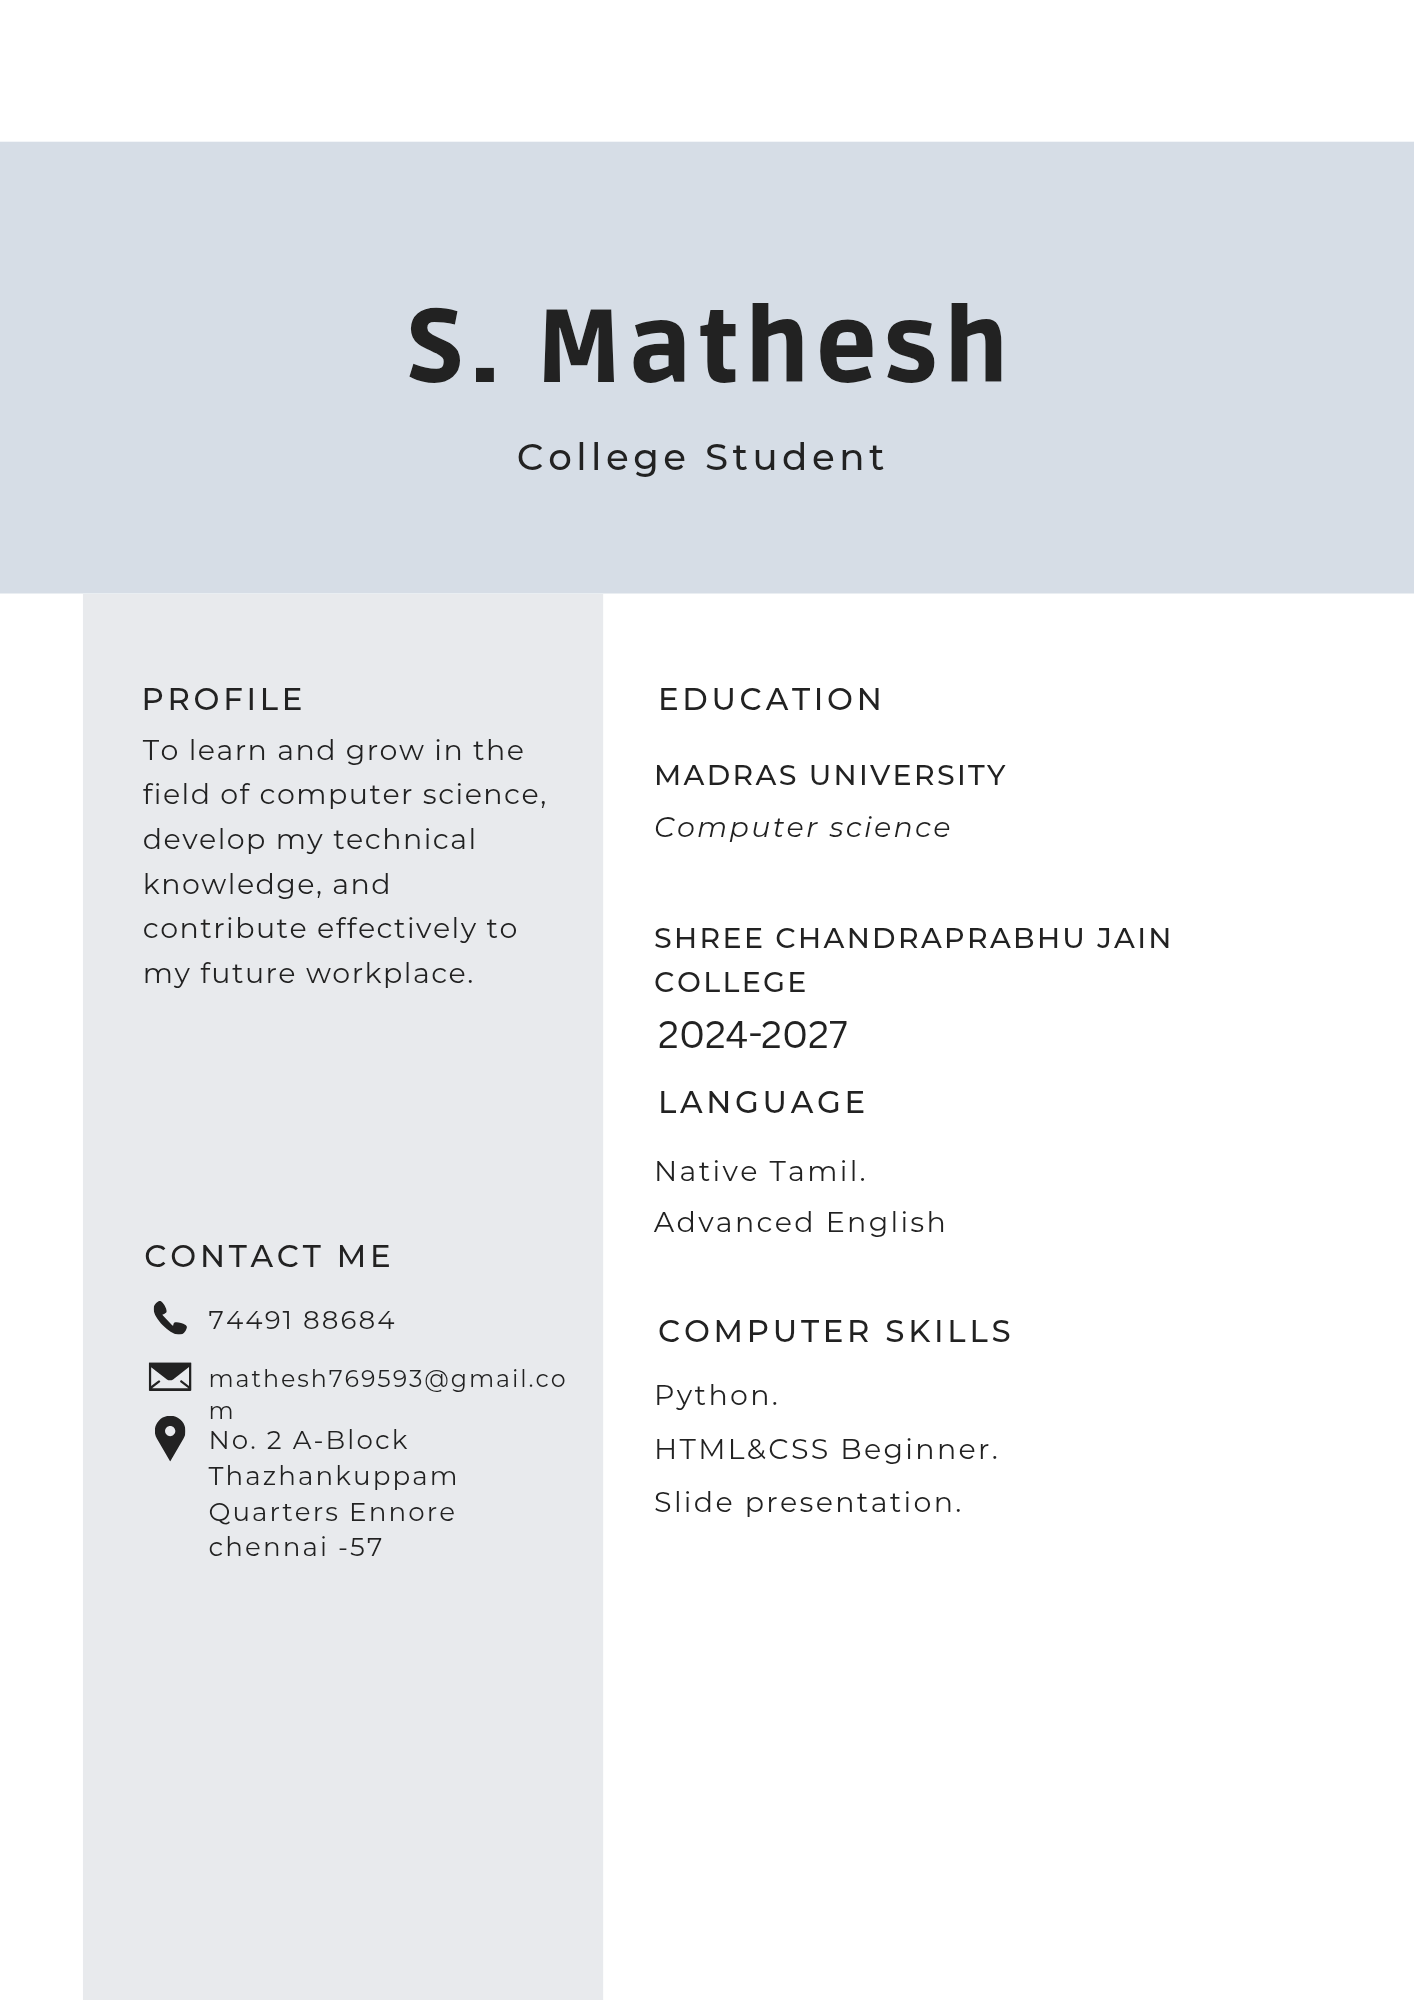 S. Mathesh
College Student
PROFILE
To learn and grow in the
field of computer science,
develop my technical
knowledge, and
contribute effectively to
my future workplace.
CONTACT ME
74491 88684
mathesh769593@gmail.co
m
No. 2 A-Block
Thazhankuppam
Quarters Ennore
chennai -57
EDUCATION
MADRAS UNIVERSITY
Computer science
SHREE CHANDRAPRABHU JAIN
COLLEGE
2024-2027
LANGUAGE
Native Tamil.
Advanced English
COMPUTER SKILLS
Python.
HTML&CSS Beginner.
Slide presentation.